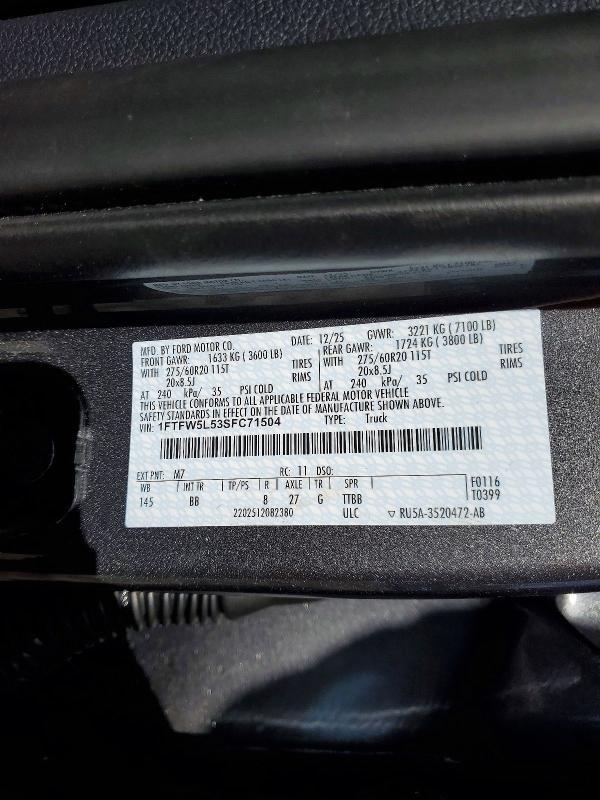 MFD. BY FORD MOTOR CO.
DATE: 12/25 GVWR: 3221 KG ( 7100 LB)
FRONT GAWR: 1633 KG ( 3600 LB) REAR GAWR: 1724 KG ( 3800 LB)
WITH 275/60R20 115T TIRES WITH 275/60R20 115T TIRES
20x8.5J RIMS 20x8.5J RIMS
AT 240 kPa/ 35 PSI COLD AT 240 kPa/ 35 PSI COLD
THIS VEHICLE CONFORMS TO ALL APPLICABLE FEDERAL MOTOR VEHICLE
SAFETY STANDARDS IN EFFECT ON THE DATE OF MANUFACTURE SHOWN ABOVE.
VIN: 1FTFW5L53SFC71504 TYPE: Truck
EXT PNT: M7 RC: 11 DSO:
WB INT TR TP/PS R AXLE TR SPR F0116
145 BB 8 27 G TTBB T0399
2202512082380 ULC ▽ RU5A-3520472-AB